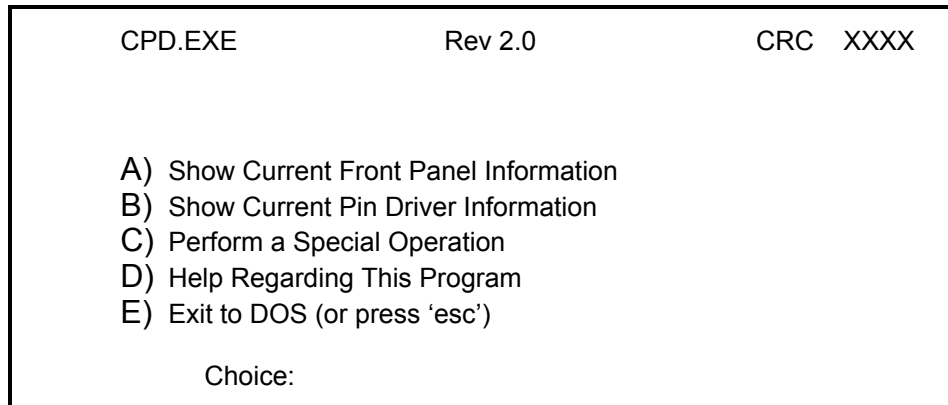 CPD.EXE Rev 2.0 CRC XXXX
A) Show Current Front Panel Information
B) Show Current Pin Driver Information
C) Perform a Special Operation
D) Help Regarding This Program
E) Exit to DOS (or press ‘esc’)
Choice: